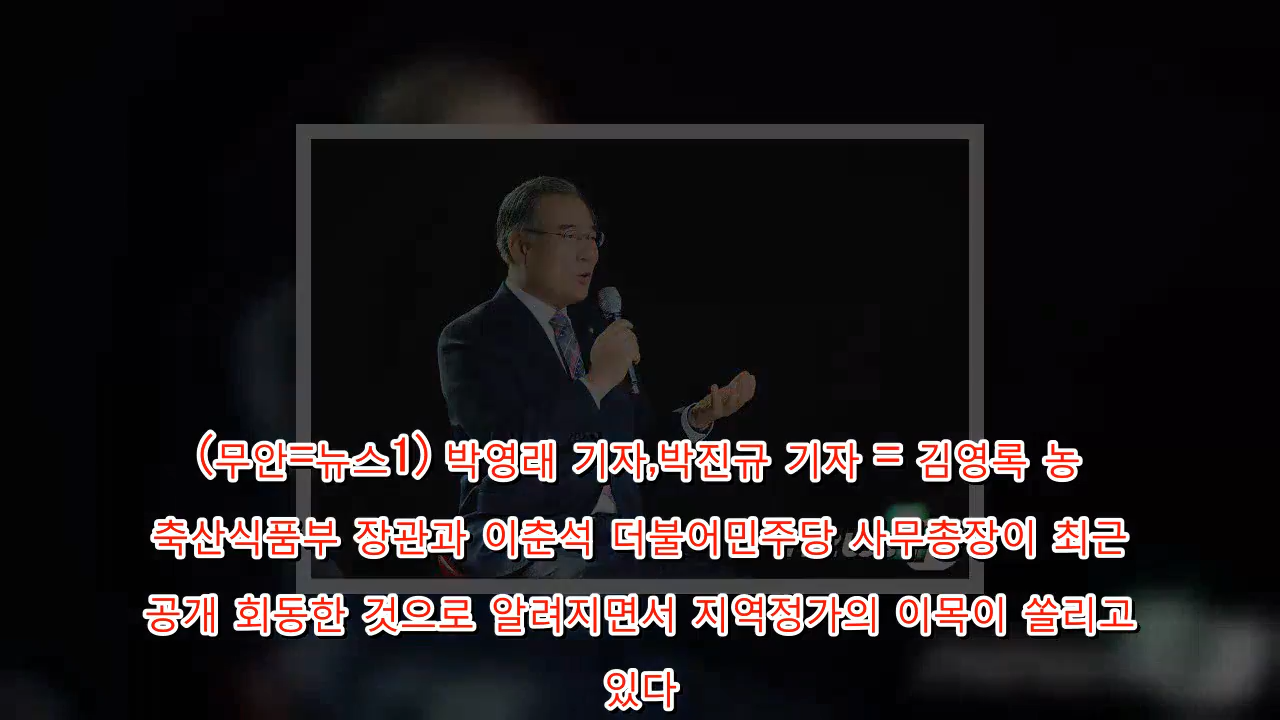 (무안=뉴스1) 박영래 기자,박진규 기자 = 김영록 농
축산식품부 장관과 이춘석 더불어민주당 사무총장이 최근
공개 회동한 것으로 알려지면서 지역정가의 이목이 쏠리고
있다